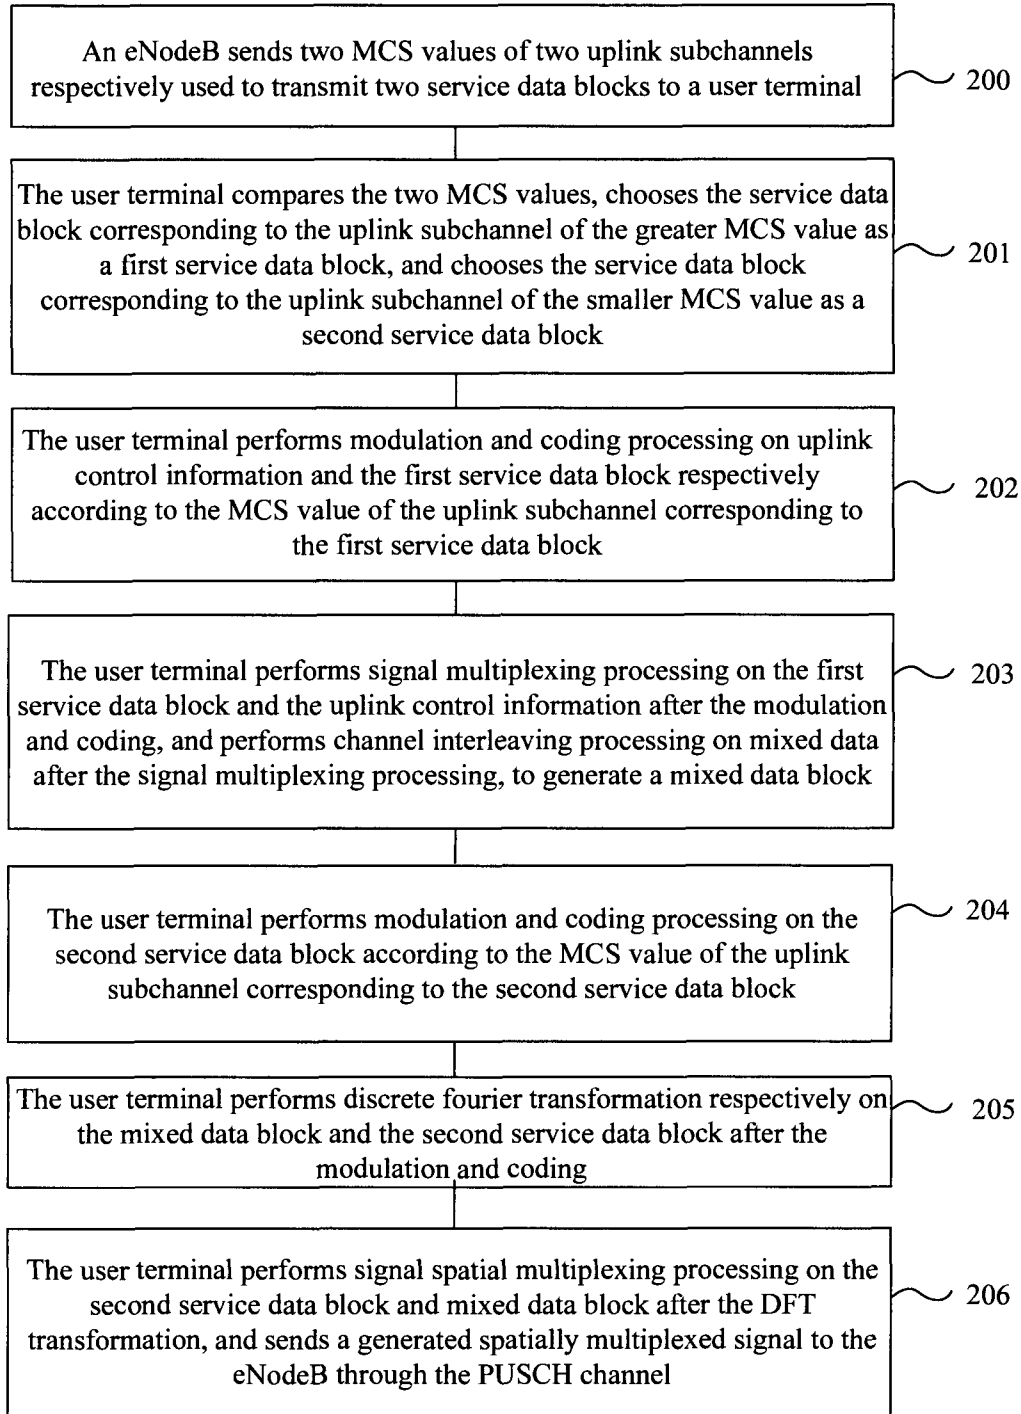 An eNodeB sends two MCS values of two uplink subchannels
respectively used to transmit two service data blocks to a user terminal
200
The user terminal compares the two MCS values, chooses the service data
block corresponding to the uplink subchannel of the greater MCS value as
a first service data block, and chooses the service data block
corresponding to the uplink subchannel of the smaller MCS value as a
second service data block
201
The user terminal performs modulation and coding processing on uplink
control information and the first service data block respectively
according to the MCS value of the uplink subchannel corresponding to
the first service data block
202
The user terminal performs signal multiplexing processing on the first
service data block and the uplink control information after the modulation
and coding, and performs channel interleaving processing on mixed data
after the signal multiplexing processing, to generate a mixed data block
203
The user terminal performs modulation and coding processing on the
second service data block according to the MCS value of the uplink
subchannel corresponding to the second service data block
204
The user terminal performs discrete fourier transformation respectively on
the mixed data block and the second service data block after the
modulation and coding
205
The user terminal performs signal spatial multiplexing processing on the
second service data block and mixed data block after the DFT
transformation, and sends a generated spatially multiplexed signal to the
eNodeB through the PUSCH channel
206